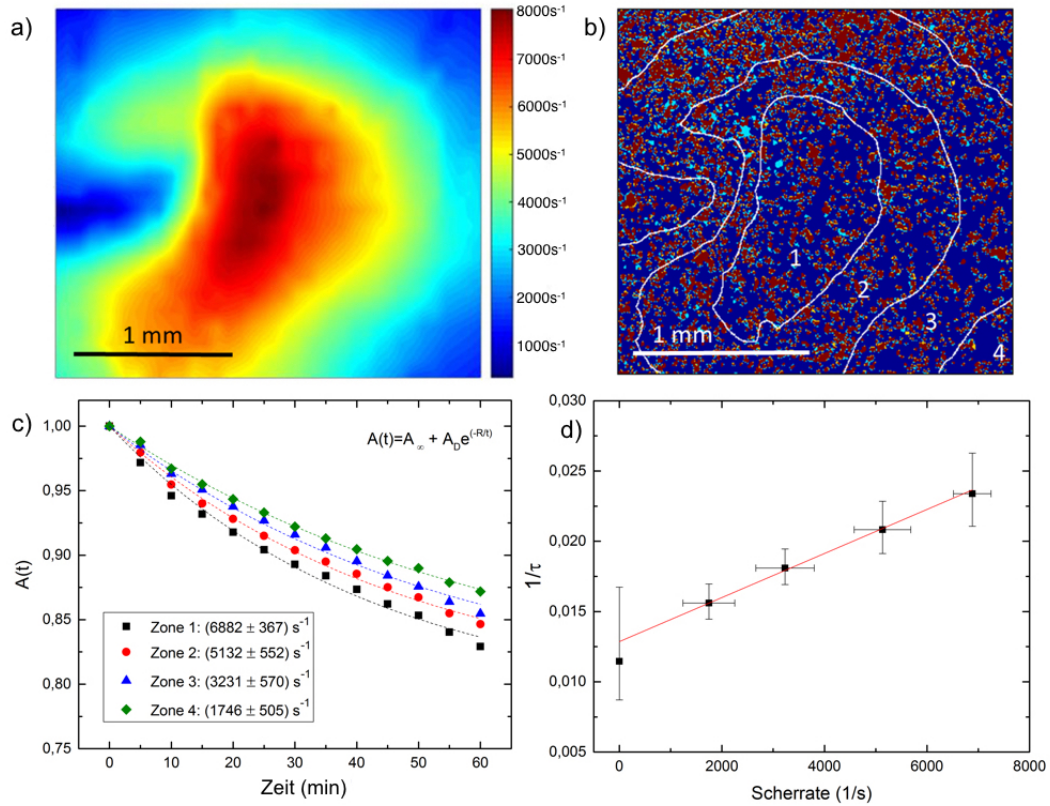 a)
8000s-1
7000s-1
6000s-1
5000s-1
4000s-1
3000s-1
2000s-1
1000s-1
1 mm
b)
1
2
3
4
1 mm
c)
A(t)=A∞ + ADe(-R/t)
1,00
0,95
0,90
0,85
0,80
0,75
A(t)
Zone 1: (6882 ± 367) s-1
Zone 2: (5132 ± 552) s-1
Zone 3: (3231 ± 570) s-1
Zone 4: (1746 ± 505) s-1
0 10 20 30 40 50 60
Zeit (min)
d)
0,030
0,025
0,020
0,015
0,010
0,005
1/τ
0 2000 4000 6000 8000
Scherrate (1/s)